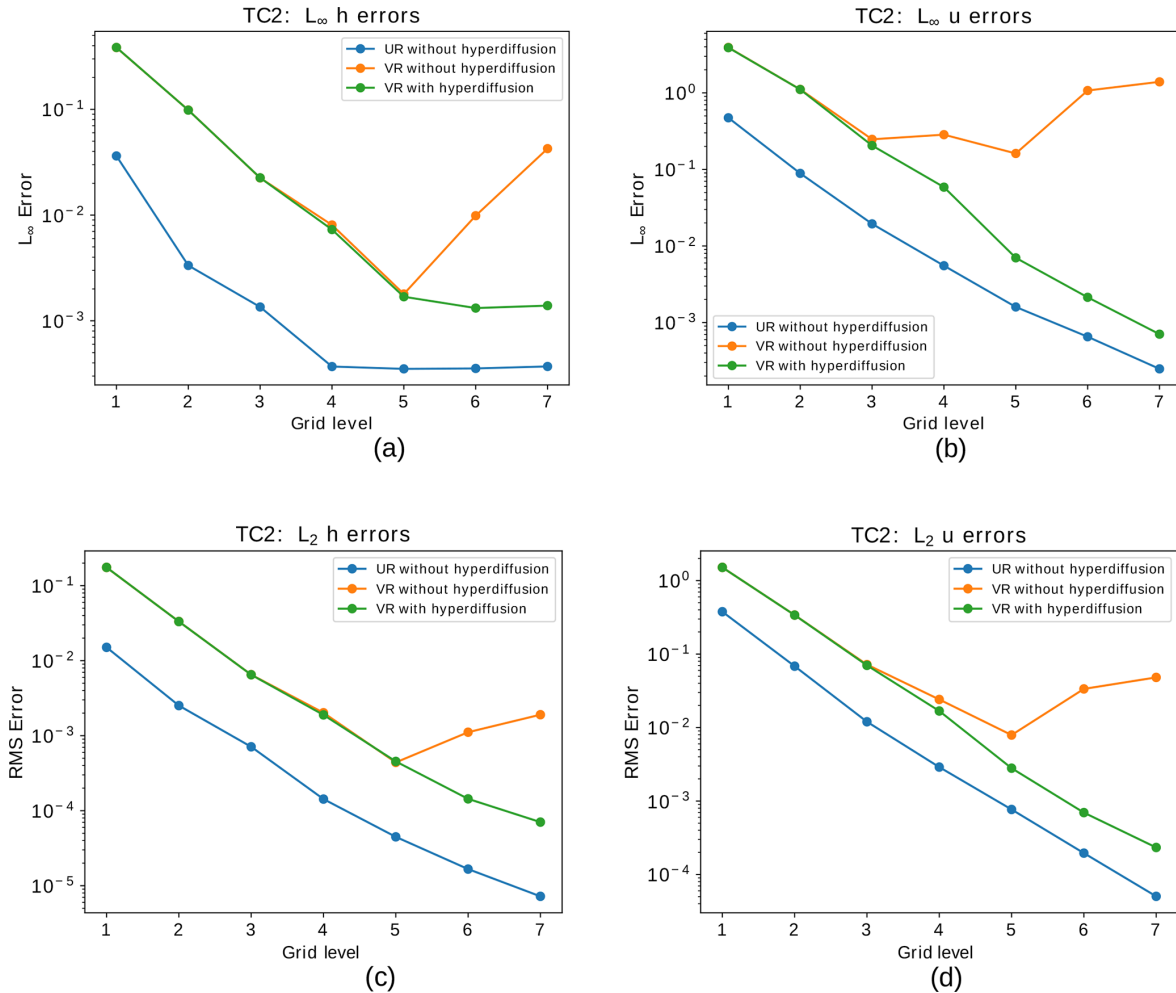 TC2: L∞ h errors
L∞ Error
10⁻¹
10⁻²
10⁻³
UR without hyperdiffusion
VR without hyperdiffusion
VR with hyperdiffusion
1 2 3 4 5 6 7
Grid level
(a)
TC2: L∞ u errors
L∞ Error
10⁰
10⁻¹
10⁻²
10⁻³
UR without hyperdiffusion
VR without hyperdiffusion
VR with hyperdiffusion
1 2 3 4 5 6 7
Grid level
(b)
TC2: L₂ h errors
RMS Error
10⁻¹
10⁻²
10⁻³
10⁻⁴
10⁻⁵
UR without hyperdiffusion
VR without hyperdiffusion
VR with hyperdiffusion
1 2 3 4 5 6 7
Grid level
(c)
TC2: L₂ u errors
RMS Error
10⁰
10⁻¹
10⁻²
10⁻³
10⁻⁴
UR without hyperdiffusion
VR without hyperdiffusion
VR with hyperdiffusion
1 2 3 4 5 6 7
Grid level
(d)